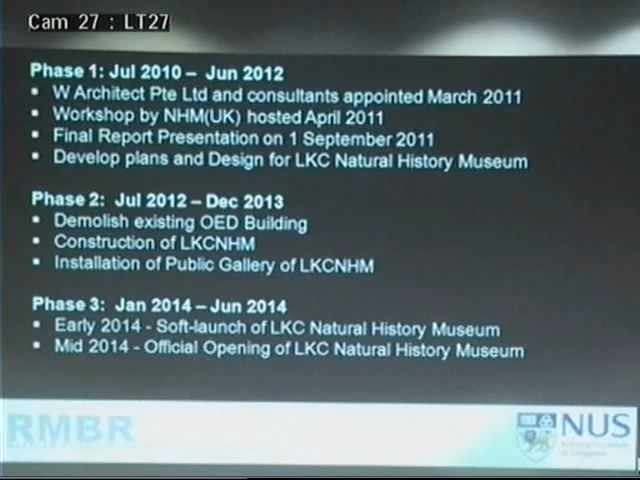 Cam 27 : LT27
Phase 1: Jul 2010 – Jun 2012
▪ W Architect Pte Ltd and consultants appointed March 2011
▪ Workshop by NHM(UK) hosted April 2011
▪ Final Report Presentation on 1 September 2011
▪ Develop plans and Design for LKC Natural History Museum
Phase 2: Jul 2012 – Dec 2013
▪ Demolish existing OED Building
▪ Construction of LKCNHM
▪ Installation of Public Gallery of LKCNHM
Phase 3: Jan 2014 – Jun 2014
▪ Early 2014 - Soft-launch of LKC Natural History Museum
▪ Mid 2014 - Official Opening of LKC Natural History Museum
RMBR
NUS
National University
of Singapore